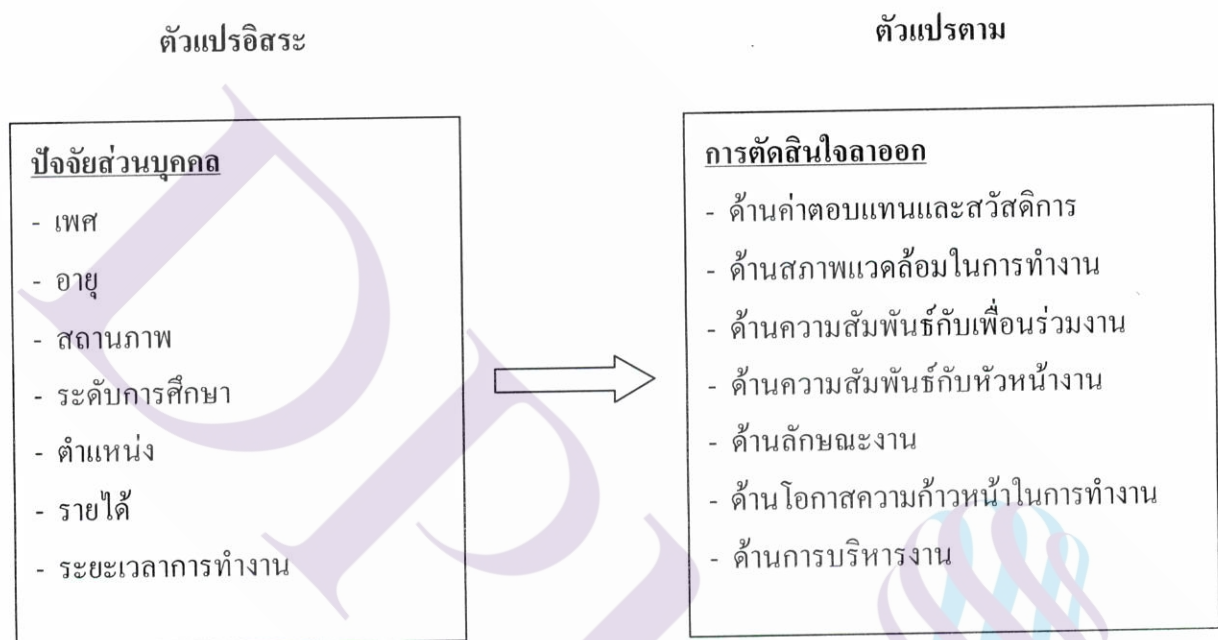 ตัวแปรอิสระ
ตัวแปรตาม
ปัจจัยส่วนบุคคล
- เพศ
- อายุ
- สถานภาพ
- ระดับการศึกษา
- ตำแหน่ง
- รายได้
- ระยะเวลาการทำงาน
การตัดสินใจลาออก
- ด้านค่าตอบแทนและสวัสดิการ
- ด้านสภาพแวดล้อมในการทำงาน
- ด้านความสัมพันธ์กับเพื่อนร่วมงาน
- ด้านความสัมพันธ์กับหัวหน้างาน
- ด้านลักษณะงาน
- ด้านโอกาสความก้าวหน้าในการทำงาน
- ด้านการบริหารงาน